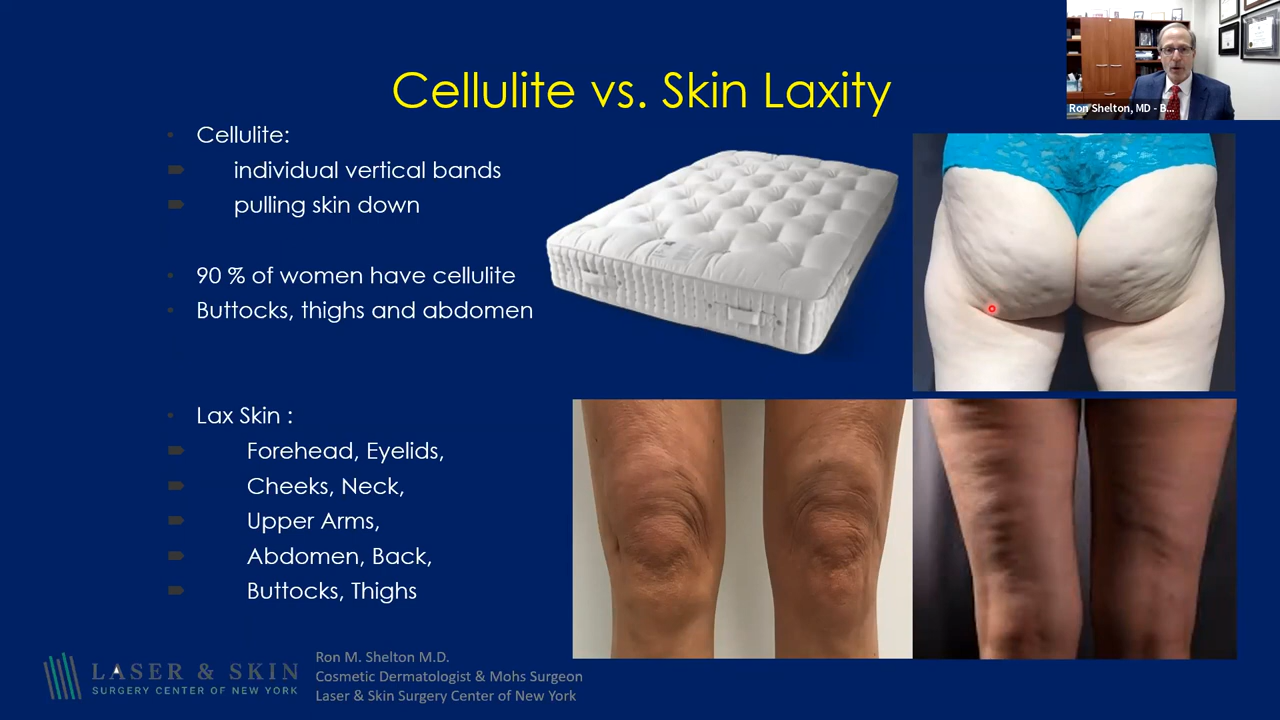 Cellulite vs. Skin Laxity
Ron Shelton, MD - B...
Cellulite:
individual vertical bands
pulling skin down
90 % of women have cellulite
Buttocks, thighs and abdomen
Lax Skin :
Forehead, Eyelids,
Cheeks, Neck,
Upper Arms,
Abdomen, Back,
Buttocks, Thighs
LASER & SKIN
SURGERY CENTER OF NEW YORK
Ron M. Shelton M.D.
Cosmetic Dermatologist & Mohs Surgeon
Laser & Skin Surgery Center of New York